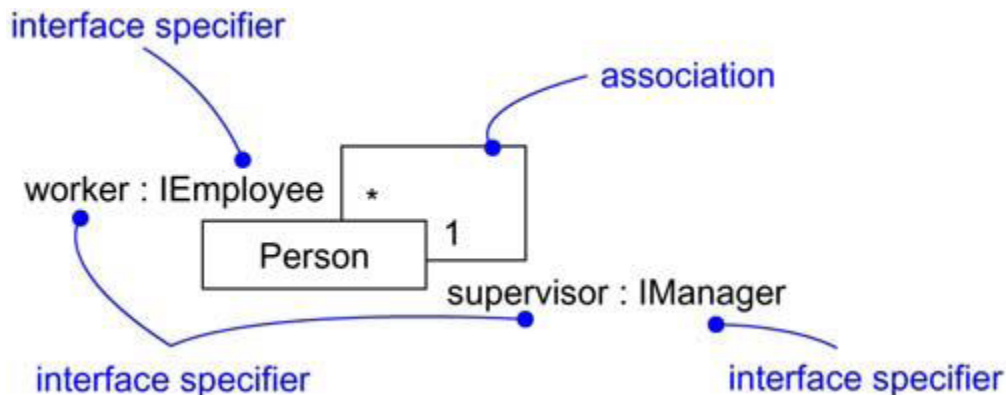 interface specifier
association
worker : IEmployee
*
1
Person
supervisor : IManager
interface specifier
interface specifier